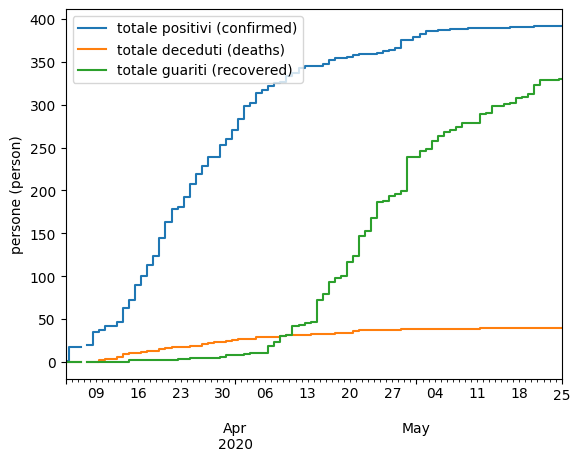 totale positivi (confirmed)
totale deceduti (deaths)
totale guariti (recovered)
persone (person)
400
350
300
250
200
150
100
50
0
09 16 23 30 06 13 20 27 04 11 18 25
Apr May
2020